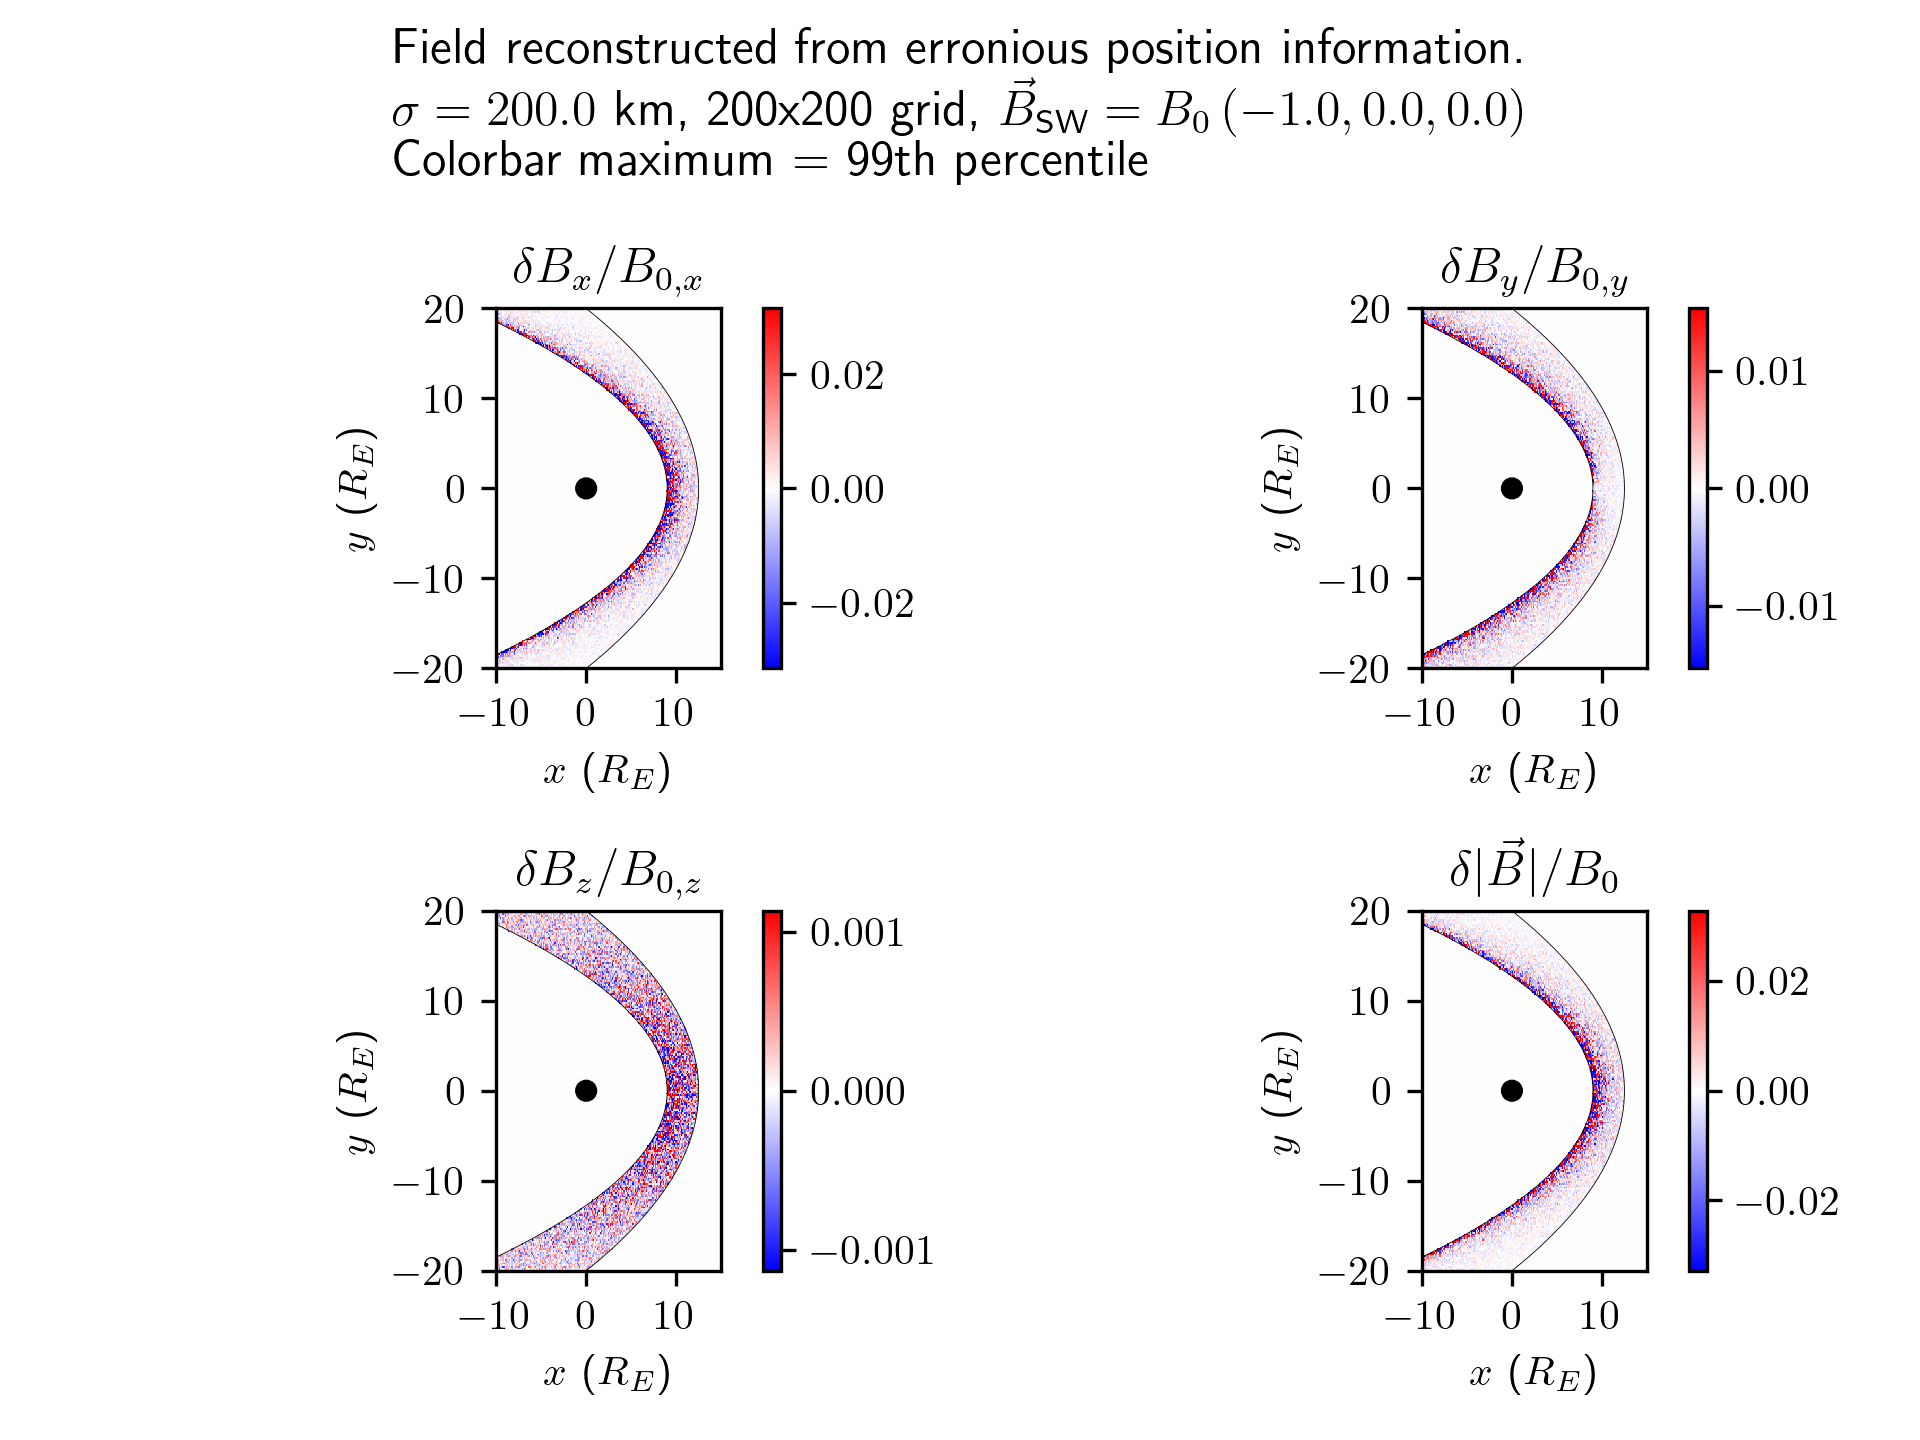 Field reconstructed from erronious position information.
σ = 200.0 km, 200x200 grid, B⃗_SW = B₀ (−1.0, 0.0, 0.0)
Colorbar maximum = 99th percentile
δB_x/B_{0,x}
20
10
0
−10
−20
y (R_E)
−10 0 10
x (R_E)
0.02
0.00
−0.02
δB_y/B_{0,y}
20
10
0
−10
−20
y (R_E)
−10 0 10
x (R_E)
0.01
0.00
−0.01
δB_z/B_{0,z}
20
10
0
−10
−20
y (R_E)
−10 0 10
x (R_E)
0.001
0.000
−0.001
δ|B⃗|/B₀
20
10
0
−10
−20
y (R_E)
−10 0 10
x (R_E)
0.02
0.00
−0.02